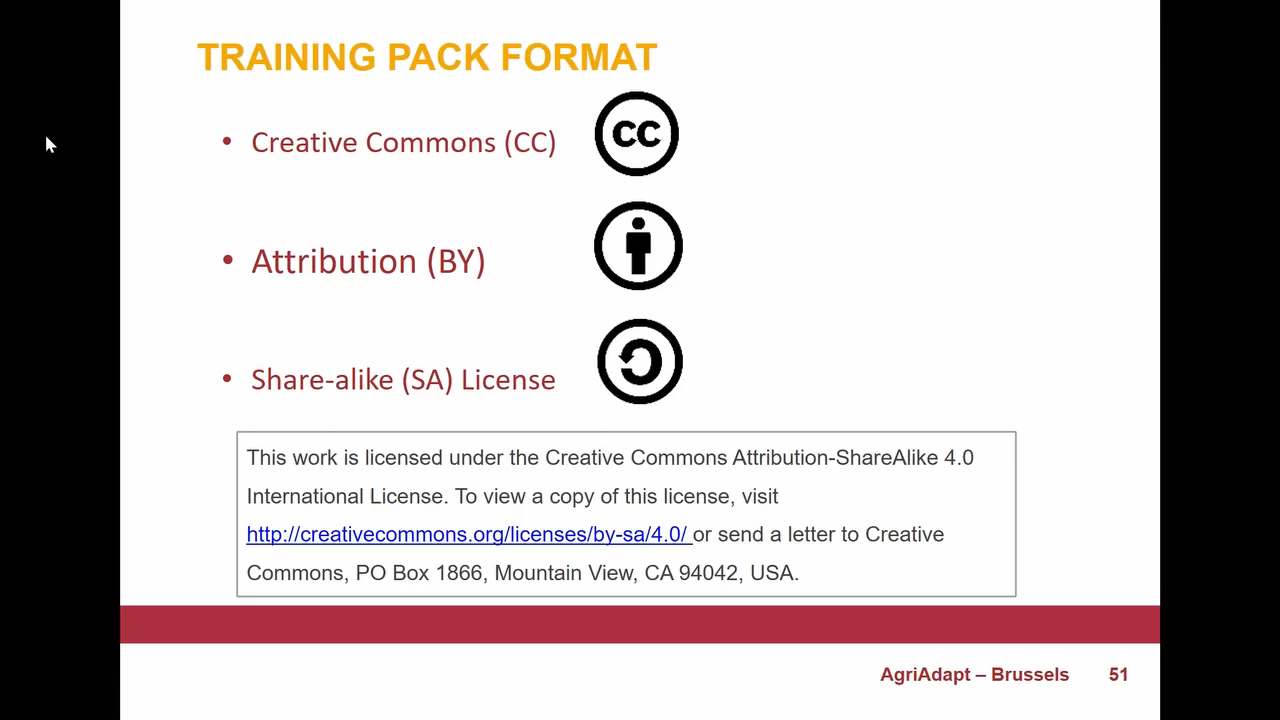 TRAINING PACK FORMAT
• Creative Commons (CC)
CC
• Attribution (BY)
• Share-alike (SA) License
This work is licensed under the Creative Commons Attribution-ShareAlike 4.0
International License. To view a copy of this license, visit
http://creativecommons.org/licenses/by-sa/4.0/ or send a letter to Creative
Commons, PO Box 1866, Mountain View, CA 94042, USA.
AgriAdapt – Brussels 51